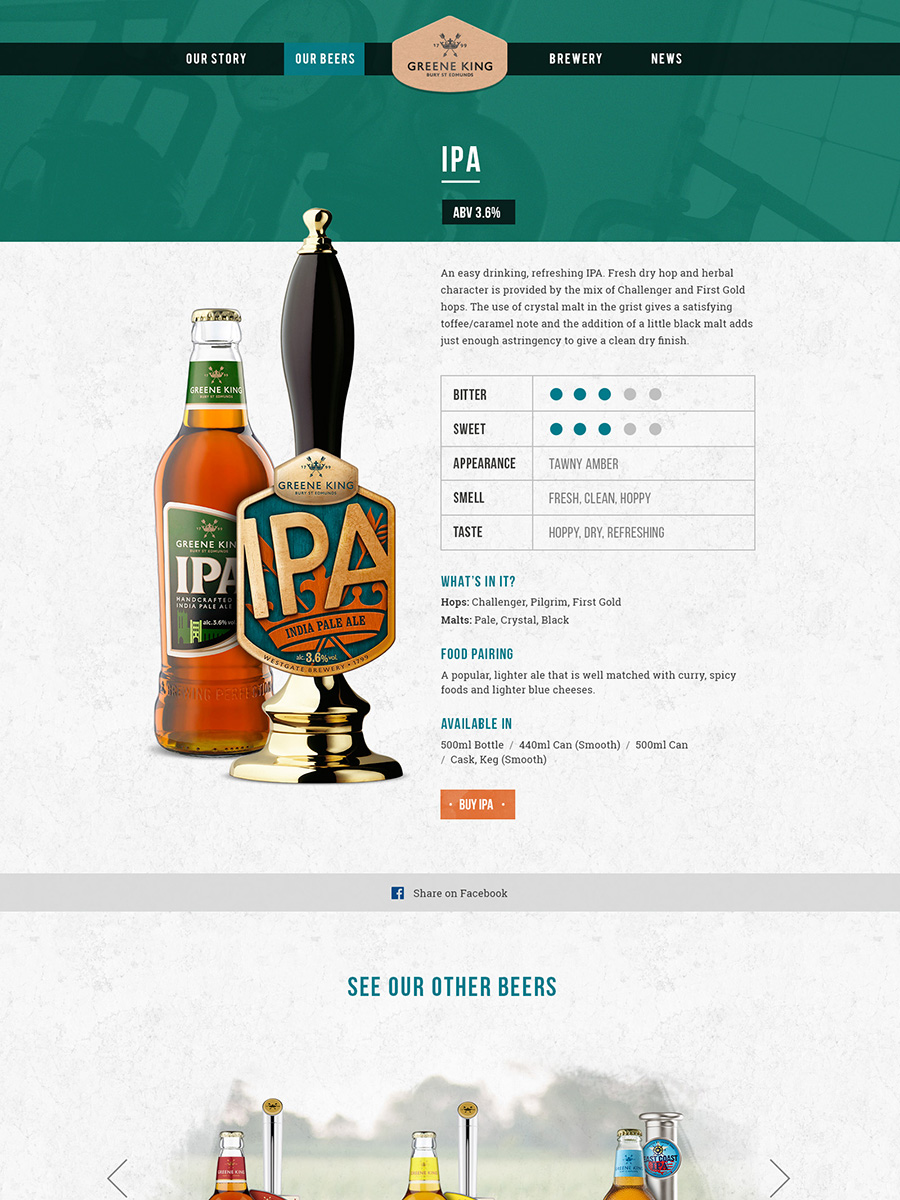 OUR STORY
OUR BEERS
17 99
GREENE KING
BURY ST EDMUNDS
BREWERY
NEWS
IPA
ABV 3.6%
An easy drinking, refreshing IPA. Fresh dry hop and herbal
character is provided by the mix of Challenger and First Gold
hops. The use of crystal malt in the grist gives a satisfying
toffee/caramel note and the addition of a little black malt adds
just enough astringency to give a clean dry finish.
GREENE KING
BURY ST EDMUNDS
GREENE KING
BURY ST EDMUNDS
IPA
INDIA PALE ALE
alc. 3.6% vol.
WESTGATE BREWERY • 1799
GREENE KIN
BURY ST EDMUNDS
IPA
HANDCRAFTED
INDIA PALE ALE
alc. 3.6% vol
BREWING PERFECTIO
BITTER
SWEET
APPEARANCE TAWNY AMBER
SMELL FRESH, CLEAN, HOPPY
TASTE HOPPY, DRY, REFRESHING
WHAT'S IN IT?
Hops: Challenger, Pilgrim, First Gold
Malts: Pale, Crystal, Black
FOOD PAIRING
A popular, lighter ale that is well matched with curry, spicy
foods and lighter blue cheeses.
AVAILABLE IN
500ml Bottle / 440ml Can (Smooth) / 500ml Can
/ Cask, Keg (Smooth)
• BUY IPA •
Share on Facebook
SEE OUR OTHER BEERS
GREENE KING
GREENE KING
GREENE KING
EAST COAST
IPA